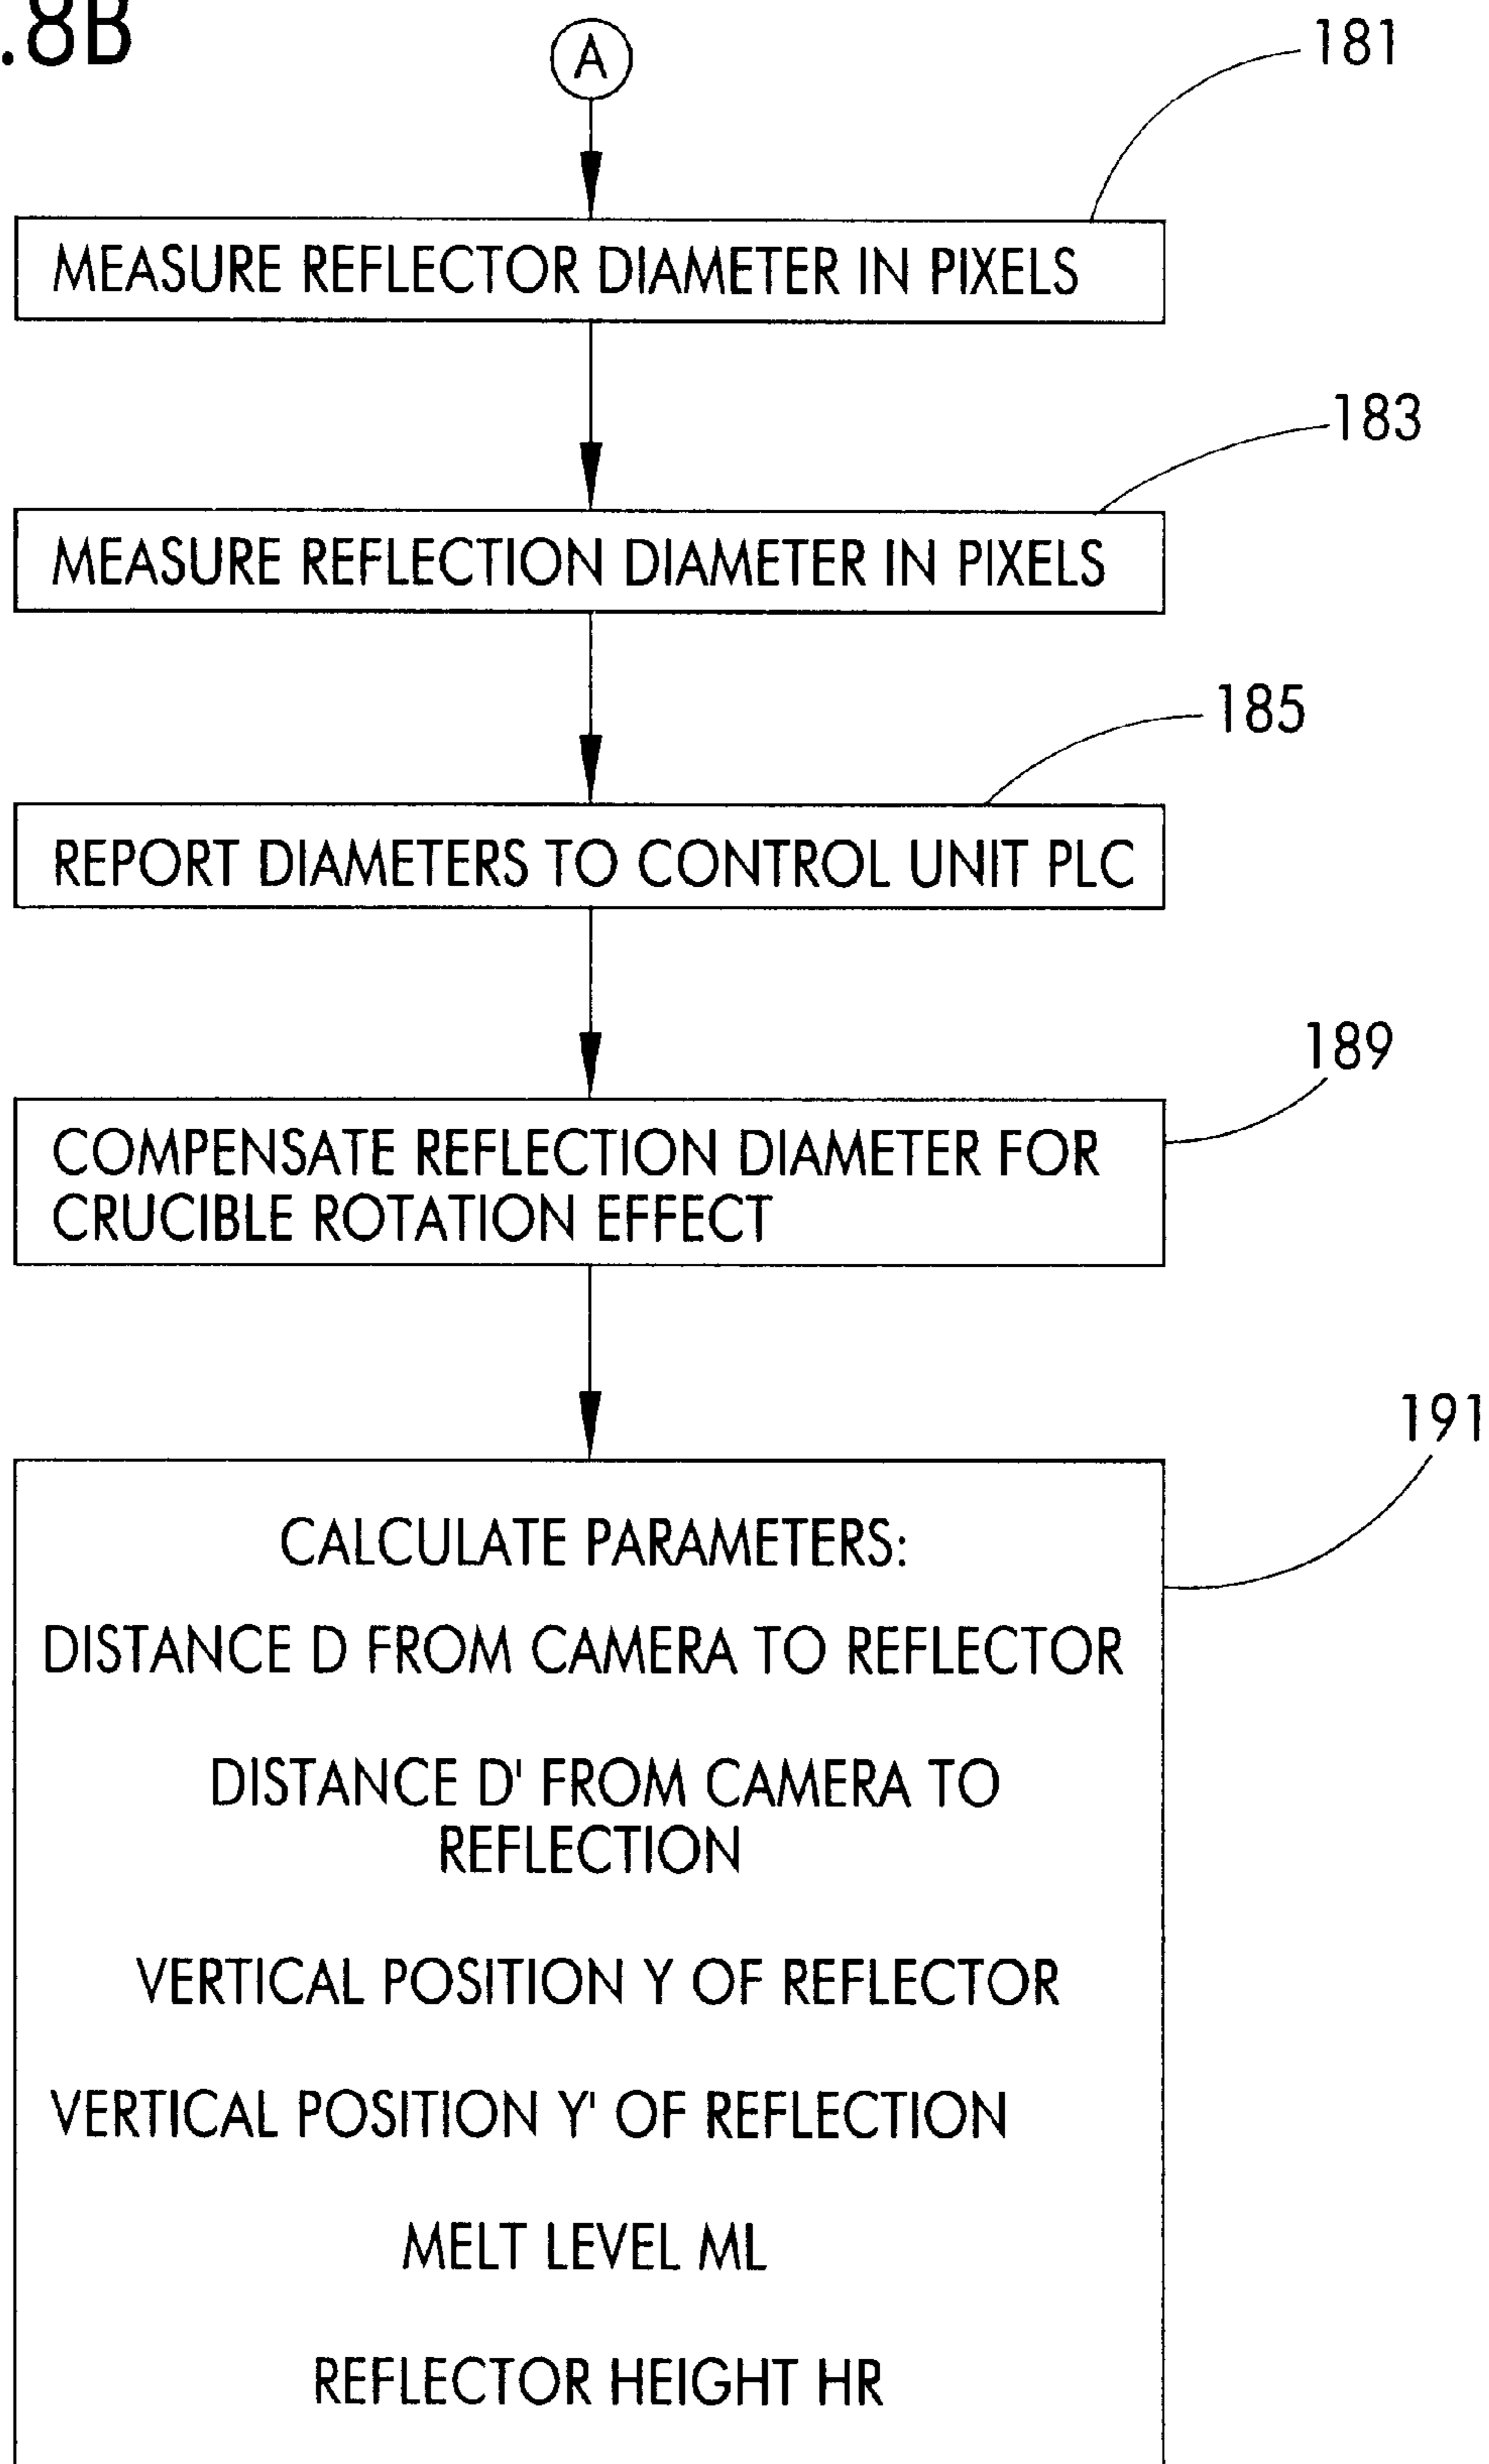 .8B
A
181
MEASURE REFLECTOR DIAMETER IN PIXELS
183
MEASURE REFLECTION DIAMETER IN PIXELS
185
REPORT DIAMETERS TO CONTROL UNIT PLC
189
COMPENSATE REFLECTION DIAMETER FOR
CRUCIBLE ROTATION EFFECT
191
CALCULATE PARAMETERS:
DISTANCE D FROM CAMERA TO REFLECTOR
DISTANCE D' FROM CAMERA TO
REFLECTION
VERTICAL POSITION Y OF REFLECTOR
VERTICAL POSITION Y' OF REFLECTION
MELT LEVEL ML
REFLECTOR HEIGHT HR